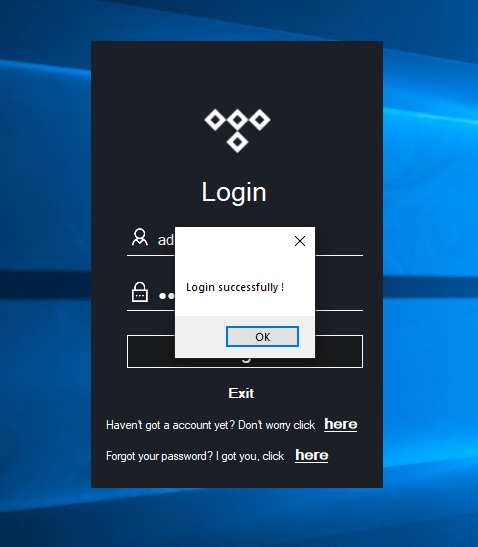 Login
ad
Login successfully !
OK
Exit
Haven't got a account yet? Don't worry click here
Forgot your password? I got you, click here